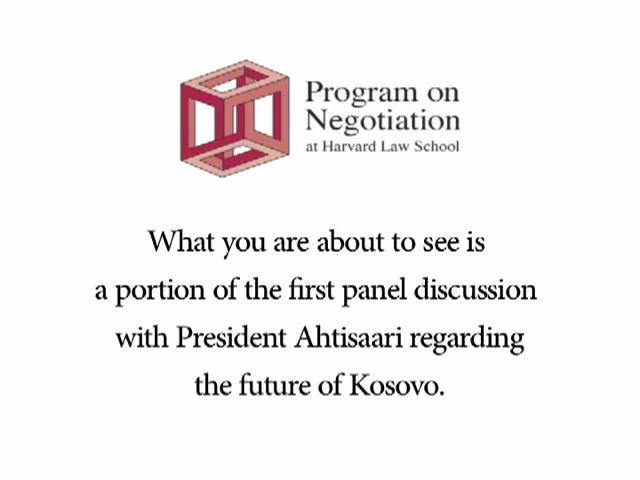 Program on
Negotiation
at Harvard Law School
What you are about to see is
a portion of the first panel discussion
with President Ahtisaari regarding
the future of Kosovo.